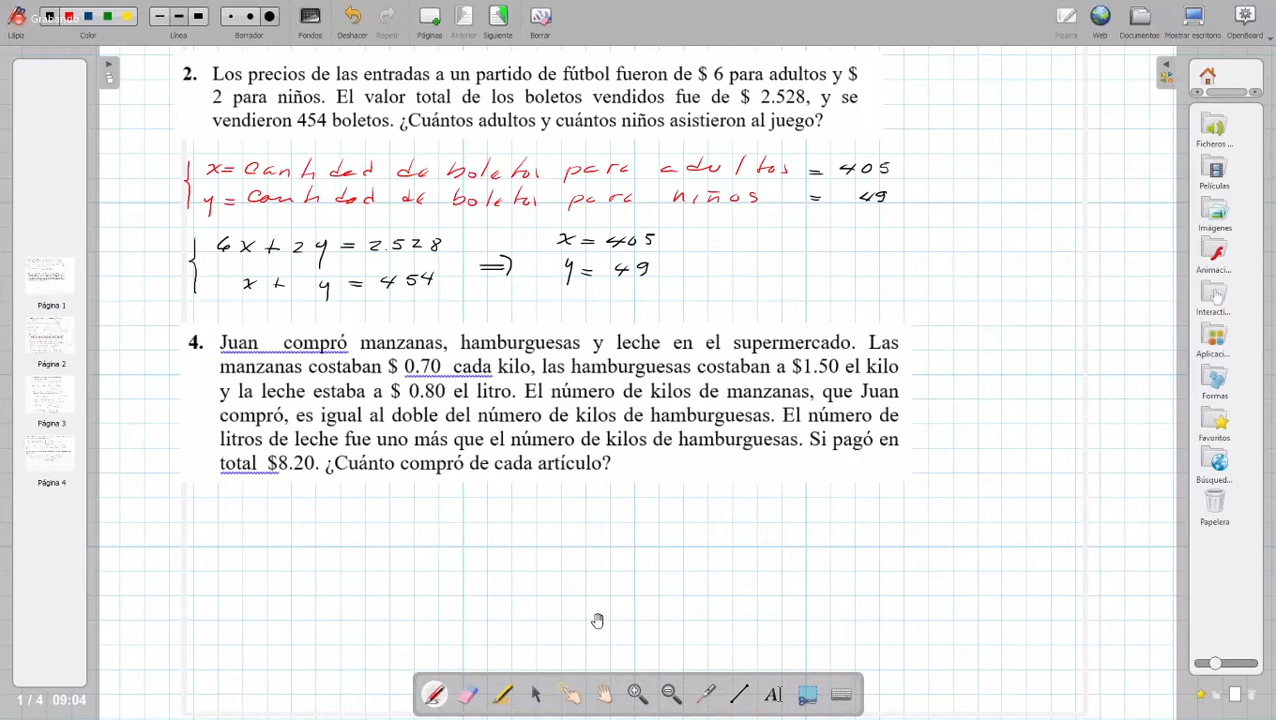 Grabando
Lápiz
Color
Línea
Borrador
Fondos
Deshacer
Repetir
Páginas
Anterior
Siguiente
Borrar
Pizarra
Web
Documentos
Mostrar escritorio
OpenBoard
2. Los precios de las entradas a un partido de fútbol fueron de $ 6 para adultos y $
2 para niños. El valor total de los boletos vendidos fue de $ 2.528, y se
vendieron 454 boletos. ¿Cuántos adultos y cuántos niños asistieron al juego?
x= Cantidad de boletos para adultos = 405
y = Cantidad de boletos para niños = 49
6x + 2y = 2.528
x + y = 454
⟹
x = 405
y = 49
4. Juan compró manzanas, hamburguesas y leche en el supermercado. Las
manzanas costaban $ 0.70 cada kilo, las hamburguesas costaban a $1.50 el kilo
y la leche estaba a $ 0.80 el litro. El número de kilos de manzanas, que Juan
compró, es igual al doble del número de kilos de hamburguesas. El número de
litros de leche fue uno más que el número de kilos de hamburguesas. Si pagó en
total $8.20. ¿Cuánto compró de cada artículo?
Página 1
Página 2
Página 3
Página 4
1 / 4 09:04
Ficheros ...
Películas
Imágenes
Animaci...
Interacti...
Aplicaci...
Formas
Favoritos
Búsqued...
Papelera